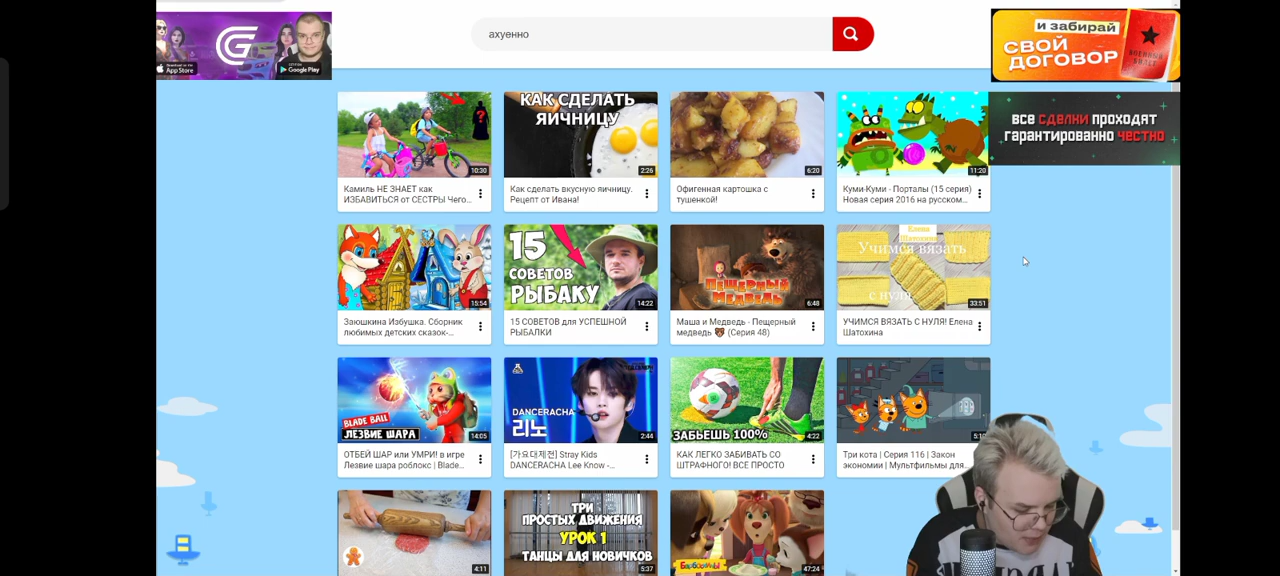 ахуенно
G
App Store
Google Play
и забирай
СВОЙ
ДОГОВОР
все сделки проходят
гарантированно честно
?
10:30
Камиль НЕ ЗНАЕТ как
ИЗБАВИТЬСЯ от СЕСТРЫ Чего...
КАК СДЕЛАТЬ
ЯИЧНИЦУ
2:26
Как сделать вкусную яичницу.
Рецепт от Ивана!
6:20
Офигенная картошка с
тушенкой!
11:20
Куми-Куми - Порталы (15 серия)
Новая серия 2016 на русском...
15:54
Заюшкина Избушка. Сборник
любимых детских сказок-...
15
СОВЕТОВ
РЫБАКУ
14:22
15 СОВЕТОВ для УСПЕШНОЙ
РЫБАЛКИ
ПЕЩЕРНЫЙ
МЕДВЕДЬ
6:48
Маша и Медведь - Пещерный
медведь 🐻 (Серия 48)
Елена
Шатохина
Учимся вязать
с нуля
33:51
УЧИМСЯ ВЯЗАТЬ С НУЛЯ! Елена
Шатохина
BLADE BALL
ЛЕЗВИЕ ШАРА
14:05
ОТБЕЙ ШАР или УМРИ! в игре
Лезвие шара роблокс | Blade...
DANCERACHA
리노
2:44
[가요대제전] Stray Kids
DANCERACHA Lee Know -...
ЗАБЬЕШЬ 100%
4:22
КАК ЛЕГКО ЗАБИВАТЬ СО
ШТРАФНОГО! ВСЕ ПРОСТО
Три кота | Серия 116 | Закон
экономии | Мультфильмы для...
4:11
ТРИ
ПРОСТЫХ ДВИЖЕНИЯ
УРОК 1
ТАНЦЫ ДЛЯ НОВИЧКОВ
5:37
Барбоскины
47:24